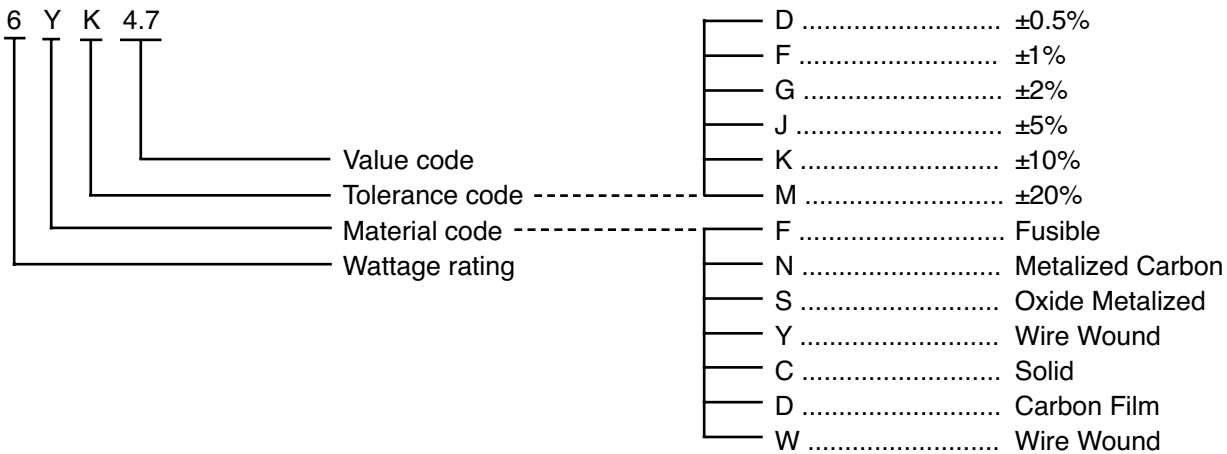 6 Y K 4.7
Value code
Tolerance code
Material code
Wattage rating
D ........................... ±0.5%
F ........................... ±1%
G ........................... ±2%
J ............................ ±5%
K ........................... ±10%
M ........................... ±20%
F ............................ Fusible
N ........................... Metalized Carbon
S ........................... Oxide Metalized
Y ........................... Wire Wound
C ........................... Solid
D ........................... Carbon Film
W .......................... Wire Wound